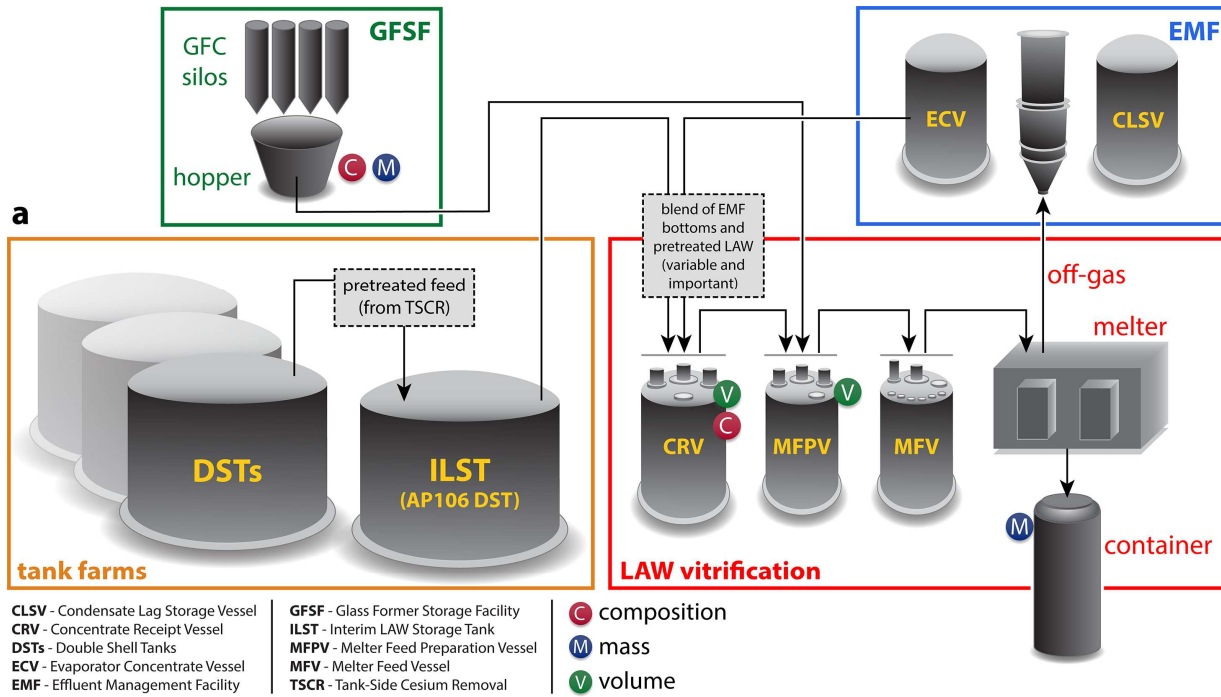 GFSF
GFC
silos
hopper
C
M
EMF
ECV
CLSV
a
blend of EMF
bottoms and
pretreated LAW
(variable and
important)
pretreated feed
(from TSCR)
DSTs
ILST
(AP106 DST)
tank farms
off-gas
melter
V
C
CRV
V
MFPV
MFV
M
container
LAW vitrification
CLSV - Condensate Lag Storage Vessel
CRV - Concentrate Receipt Vessel
DSTs - Double Shell Tanks
ECV - Evaporator Concentrate Vessel
EMF - Effluent Management Facility
GFSF - Glass Former Storage Facility
ILST - Interim LAW Storage Tank
MFPV - Melter Feed Preparation Vessel
MFV - Melter Feed Vessel
TSCR - Tank-Side Cesium Removal
C composition
M mass
V volume